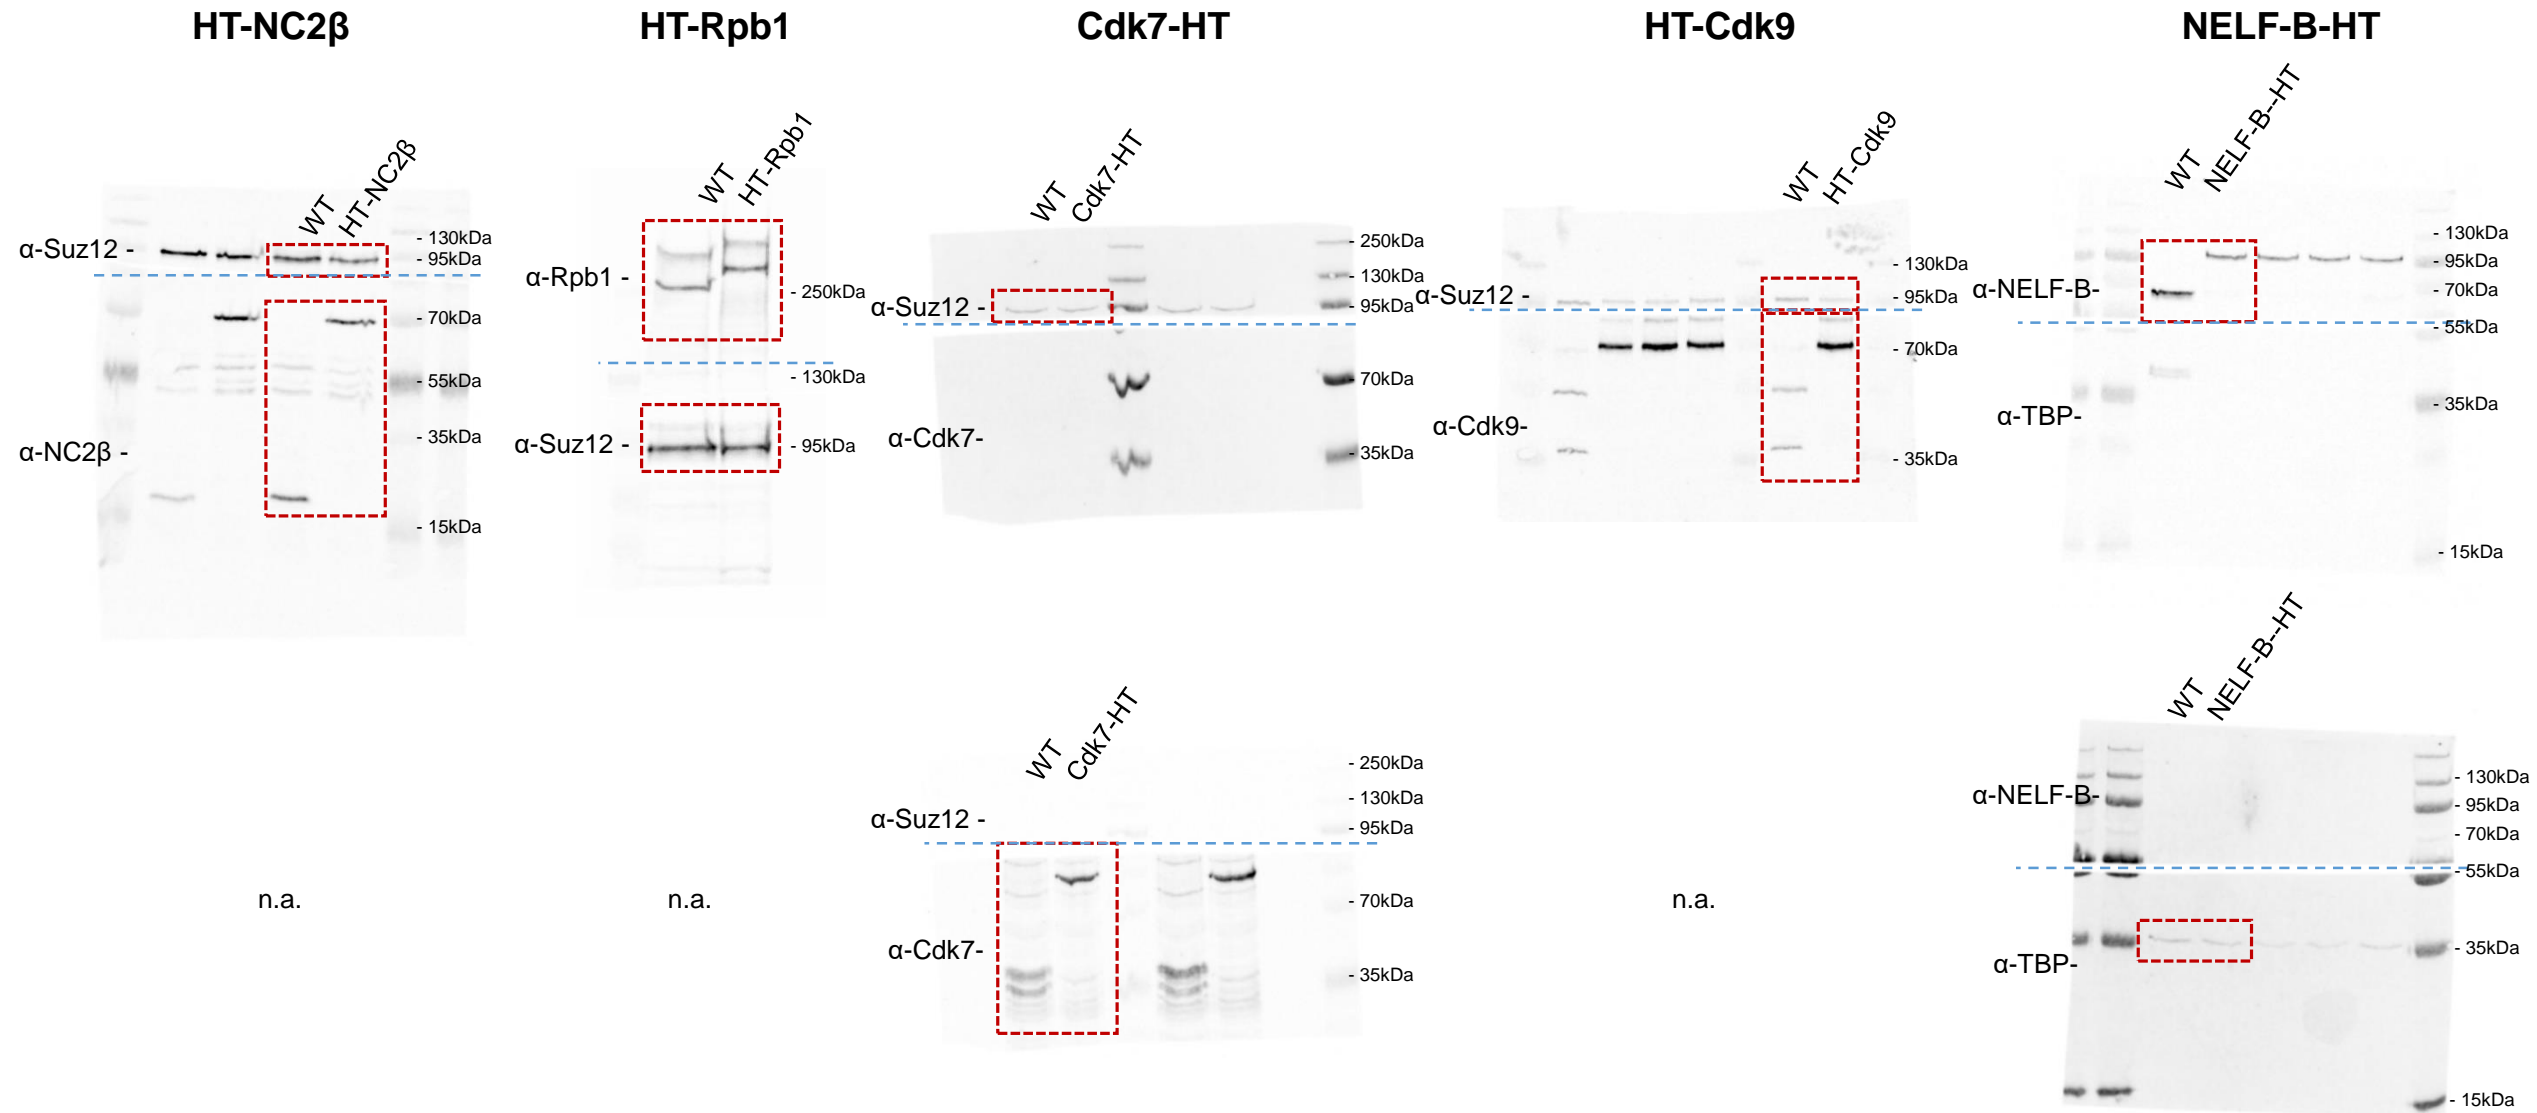 HT-NC2β
HT-Rpb1
Cdk7-HT
HT-Cdk9
NELF-B-HT
WT
HT-NC2β
α-Suz12 -
- 130kDa
- 95kDa
- 70kDa
- 55kDa
- 35kDa
α-NC2β -
- 15kDa
WT
HT-Rpb1
α-Rpb1 -
- 250kDa
- 130kDa
α-Suz12 -
- 95kDa
WT
Cdk7-HT
- 250kDa
- 130kDa
α-Suz12 -
- 95kDa
- 70kDa
α-Cdk7-
- 35kDa
WT
HT-Cdk9
- 130kDa
α-Suz12 -
- 95kDa
- 70kDa
α-Cdk9-
- 35kDa
WT
NELF-B--HT
- 130kDa
- 95kDa
α-NELF-B-
- 70kDa
- 55kDa
- 35kDa
α-TBP-
- 15kDa
n.a.
n.a.
WT
Cdk7-HT
- 250kDa
- 130kDa
α-Suz12 -
- 95kDa
- 70kDa
α-Cdk7-
- 35kDa
n.a.
WT
NELF-B--HT
- 130kDa
α-NELF-B-
- 95kDa
- 70kDa
- 55kDa
- 35kDa
α-TBP-
- 15kDa